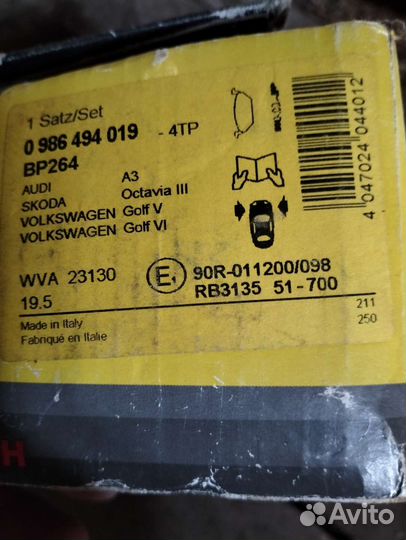 1 Satz/Set
0 986 494 019 - 4TP
BP264
AUDI A3
SKODA Octavia III
VOLKSWAGEN Golf V
VOLKSWAGEN Golf VI
WVA 23130
19.5
E1 90R-011200/098
RB3135 51-700
Made in Italy
Fabriqué en Italie
211
250
4 047024 044012
H
Avito